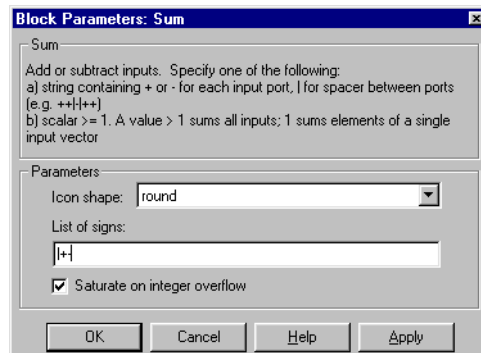 Block Parameters: Sum
Sum
Add or subtract inputs. Specify one of the following:
a) string containing + or - for each input port, | for spacer between ports
(e.g. ++|-|++)
b) scalar >= 1. A value > 1 sums all inputs; 1 sums elements of a single
input vector
Parameters
Icon shape: round
List of signs:
|+-
Saturate on integer overflow
OK Cancel Help Apply